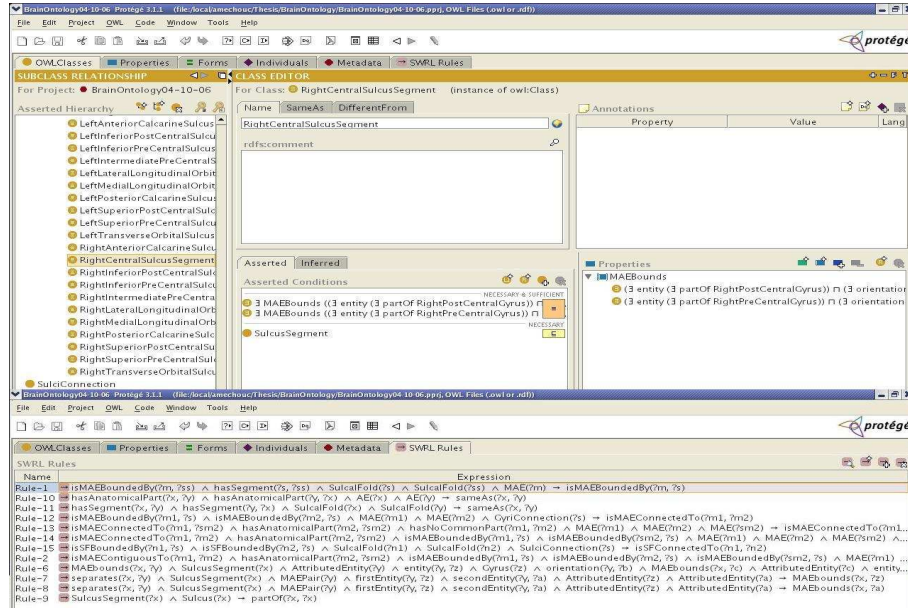 BrainOntology04-10-06 Protégé 3.1.1 (file:/local/amechouc/Thesis/BrainOntology/BrainOntology04-10-06.pprj, OWL Files (.owl or .rdf))
File Edit Project OWL Code Window Tools Help
protégé
OWLClasses Properties Forms Individuals Metadata SWRL Rules
SUBCLASS RELATIONSHIP CLASS EDITOR
For Project: BrainOntology04-10-06 For Class: RightCentralSulcusSegment (instance of owl:Class)
Asserted Hierarchy Name SameAs DifferentFrom Annotations
RightCentralSulcusSegment Property Value Lang
rdfs:comment
LeftAnteriorCalcarineSulcus
LeftInferiorPostCentralSulcu
LeftInferiorPreCentralSulcus
LeftIntermediatePreCentralS
LeftLateralLongitudinalOrbit
LeftMedialLongitudinalOrbit
LeftPosteriorCalcarineSulcus
LeftSuperiorPostCentralSulc
LeftSuperiorPreCentralSulcu
LeftTransverseOrbitalSulcus
RightAnteriorCalcarineSulcu
RightCentralSulcusSegment
RightInferiorPostCentralSulc
RightInferiorPreCentralSulcu
RightIntermediatePreCentra
RightLateralLongitudinalOrb
RightMedialLongitudinalOrb
RightPosteriorCalcarineSulc
RightSuperiorPostCentralSu
RightSuperiorPreCentralSulc
RightTransverseOrbitalSulcu
SulciConnection
Asserted Inferred
Asserted Conditions
NECESSARY & SUFFICIENT
∃ MAEBounds ((∃ entity (∃ partOf RightPostCentralGyrus)) ⊓
∃ MAEBounds ((∃ entity (∃ partOf RightPreCentralGyrus)) ⊓
NECESSARY
SulcusSegment
Properties
MAEBounds
(∃ entity (∃ partOf RightPostCentralGyrus)) ⊓ (∃ orientation
(∃ entity (∃ partOf RightPreCentralGyrus)) ⊓ (∃ orientation
BrainOntology04-10-06 Protégé 3.1.1 (file:/local/amechouc/Thesis/BrainOntology/BrainOntology04-10-06.pprj, OWL Files (.owl or .rdf))
File Edit Project OWL Code Window Tools Help
protégé
OWLClasses Properties Forms Individuals Metadata SWRL Rules
SWRL Rules
Name Expression
Rule-1 isMAEBoundedBy(?m, ?ss) ∧ hasSegment(?s, ?ss) ∧ SulcalFold(?s) ∧ SulcalFold(?ss) ∧ MAE(?m) → isMAEBoundedBy(?m, ?s)
Rule-10 hasAnatomicalPart(?x, ?y) ∧ hasAnatomicalPart(?y, ?x) ∧ AE(?x) ∧ AE(?y) → sameAs(?x, ?y)
Rule-11 hasSegment(?x, ?y) ∧ hasSegment(?y, ?x) ∧ SulcalFold(?x) ∧ SulcalFold(?y) → sameAs(?x, ?y)
Rule-12 isMAEBoundedBy(?m1, ?s) ∧ isMAEBoundedBy(?m2, ?s) ∧ MAE(?m1) ∧ MAE(?m2) ∧ GyriConnection(?s) → isMAEConnectedTo(?m1, ?m2)
Rule-13 isMAEConnectedTo(?m1, ?sm2) ∧ hasAnatomicalPart(?m2, ?sm2) ∧ hasNoCommonPart(?m1, ?m2) ∧ MAE(?m1) ∧ MAE(?m2) ∧ MAE(?sm2) → isMAEConnectedTo(?m1...
Rule-14 isMAEConnectedTo(?m1, ?m2) ∧ hasAnatomicalPart(?m2, ?sm2) ∧ isMAEBoundedBy(?m1, ?s) ∧ isMAEBoundedBy(?sm2, ?s) ∧ MAE(?m1) ∧ MAE(?m2) ∧ MAE(?sm2) ∧...
Rule-15 isSFBoundedBy(?n1, ?s) ∧ isSFBoundedBy(?n2, ?s) ∧ SulcalFold(?n1) ∧ SulcalFold(?n2) ∧ SulciConnection(?s) → isSFConnectedTo(?n1, ?n2)
Rule-2 isMAEContiguousTo(?m1, ?m2) ∧ hasAnatomicalPart(?m2, ?sm2) ∧ isMAEBoundedBy(?m1, ?s) ∧ isMAEBoundedBy(?m2, ?s) ∧ isMAEBoundedBy(?sm2, ?s) ∧ MAE(?m1) ...
Rule-6 MAEbounds(?x, ?y) ∧ SulcusSegment(?x) ∧ AttributedEntity(?y) ∧ entity(?y, ?z) ∧ Gyrus(?z) ∧ orientation(?y, ?b) ∧ MAEbounds(?x, ?c) ∧ AttributedEntity(?c) ∧ entity...
Rule-7 separates(?x, ?y) ∧ SulcusSegment(?x) ∧ MAEPair(?y) ∧ firstEntity(?y, ?z) ∧ secondEntity(?y, ?a) ∧ AttributedEntity(?z) ∧ AttributedEntity(?a) → MAEbounds(?x, ?z)
Rule-8 separates(?x, ?y) ∧ SulcusSegment(?x) ∧ MAEPair(?y) ∧ firstEntity(?y, ?z) ∧ secondEntity(?y, ?a) ∧ AttributedEntity(?z) ∧ AttributedEntity(?a) → MAEbounds(?x, ?a)
Rule-9 SulcusSegment(?x) ∧ Sulcus(?x) → partOf(?x, ?x)